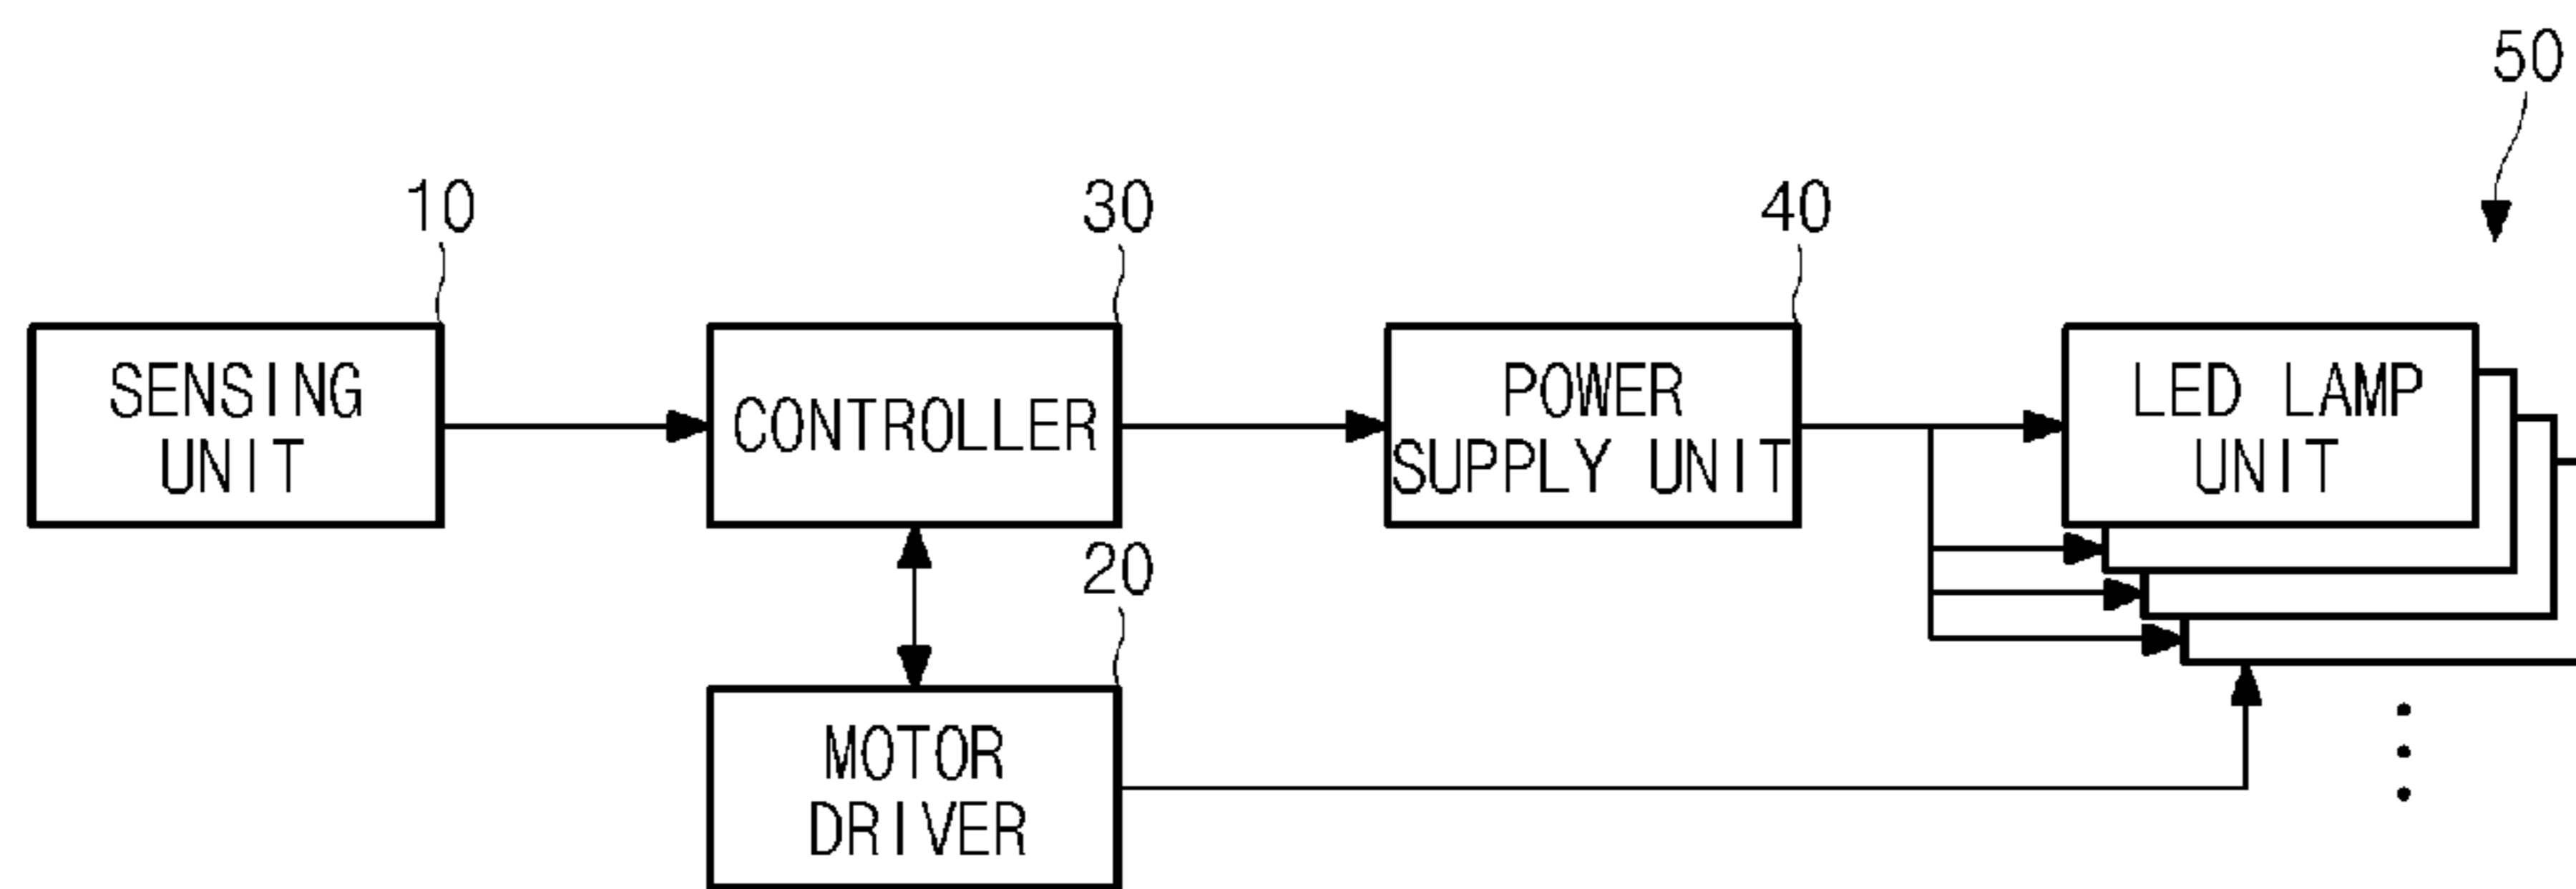 50
10
30
40
SENSING
UNIT
CONTROLLER
POWER
SUPPLY UNIT
LED LAMP
UNIT
20
MOTOR
DRIVER